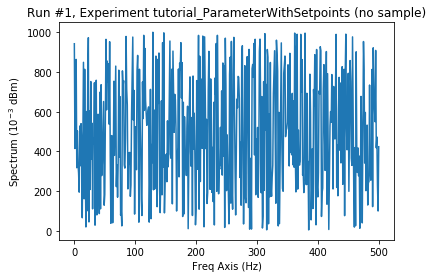 Run #1, Experiment tutorial_ParameterWithSetpoints (no sample)
1000
800
600
400
200
0
Spectrum (10⁻³ dBm)
0 100 200 300 400 500
Freq Axis (Hz)